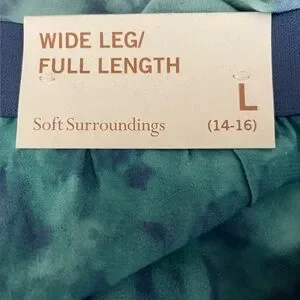 WIDE LEG/
FULL LENGTH
L
Soft Surroundings
(14-16)